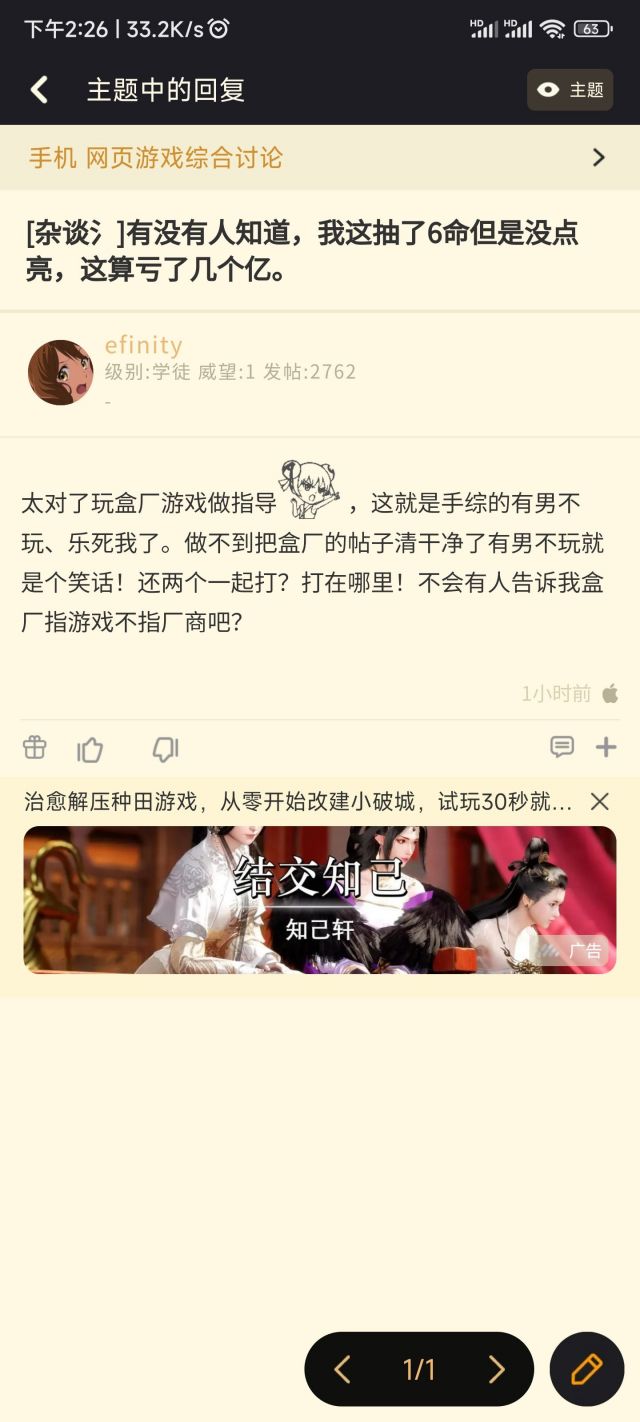 下午2:26 | 33.2K/s
HD HD 63
主题中的回复
主题
手机 网页游戏综合讨论
[杂谈氵]有没有人知道，我这抽了6命但是没点
亮，这算亏了几个亿。
efinity
级别:学徒 威望:1 发帖:2762
-
太对了玩盒厂游戏做指导，这就是手综的有男不
玩、乐死我了。做不到把盒厂的帖子清干净了有男不玩就
是个笑话！还两个一起打？打在哪里！不会有人告诉我盒
厂指游戏不指厂商吧？
1小时前
治愈解压种田游戏，从零开始改建小破城，试玩30秒就...
结交知己
知己轩
广告
1/1